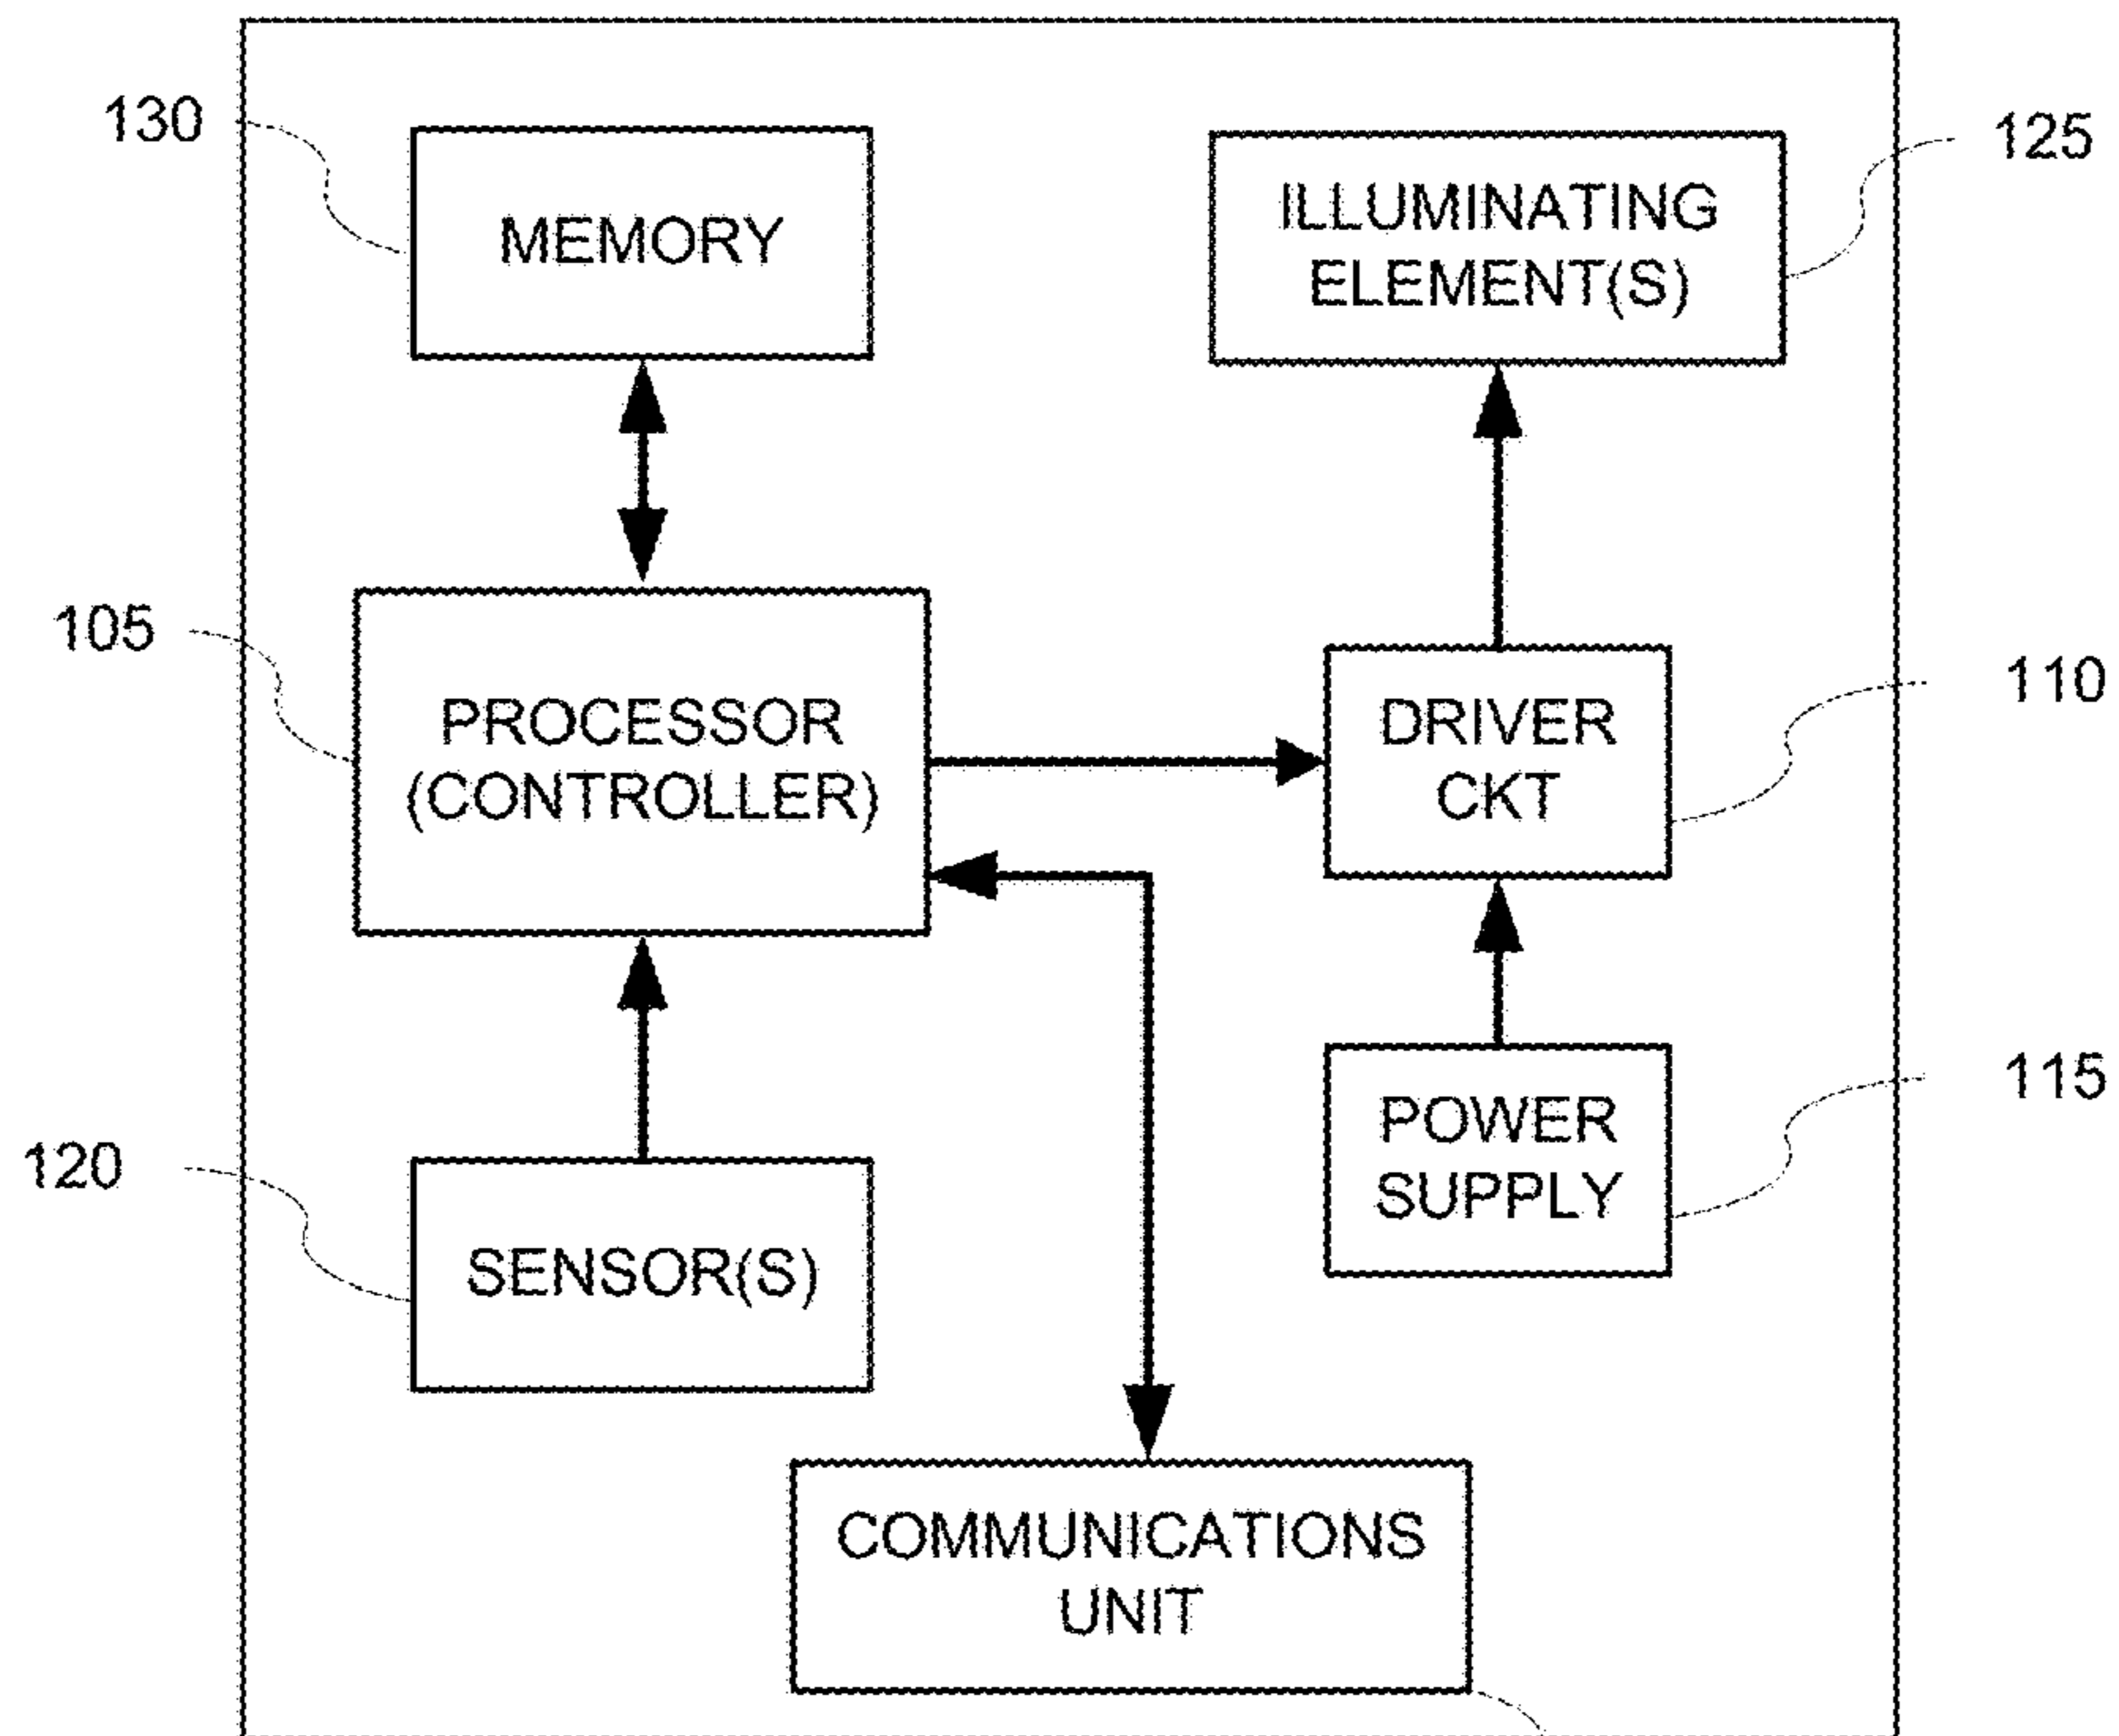 130
MEMORY
ILLUMINATING
ELEMENT(S)
125
105
PROCESSOR
(CONTROLLER)
DRIVER
CKT
110
120
SENSOR(S)
POWER
SUPPLY
115
COMMUNICATIONS
UNIT